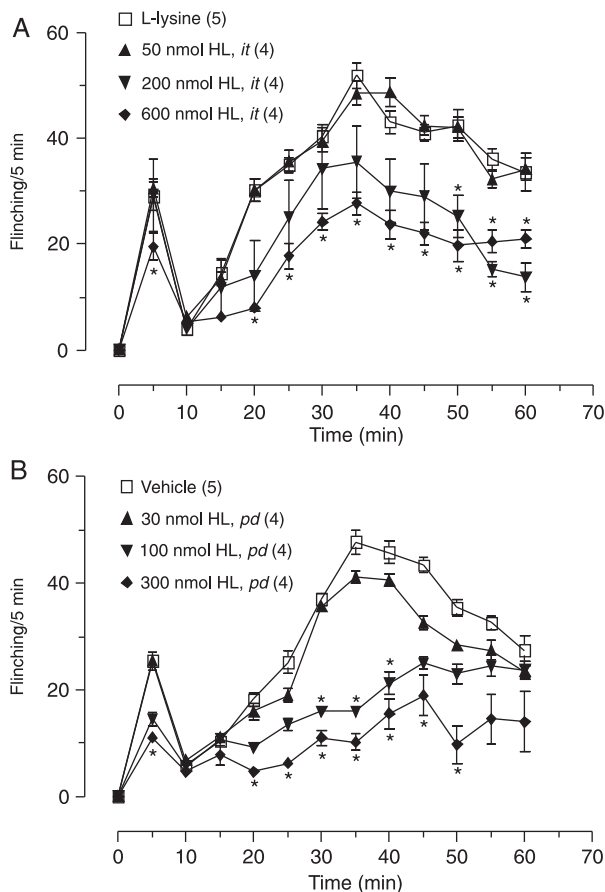 A
L-lysine (5)
50 nmol HL, it (4)
200 nmol HL, it (4)
600 nmol HL, it (4)
Flinching/5 min
60
40
20
0
*
*
*
*
*
*
*
*
*
*
*
*
0 10 20 30 40 50 60 70
Time (min)
B
Vehicle (5)
30 nmol HL, pd (4)
100 nmol HL, pd (4)
300 nmol HL, pd (4)
Flinching/5 min
60
40
20
0
*
*
*
*
*
*
*
*
*
*
*
0 10 20 30 40 50 60 70
Time (min)